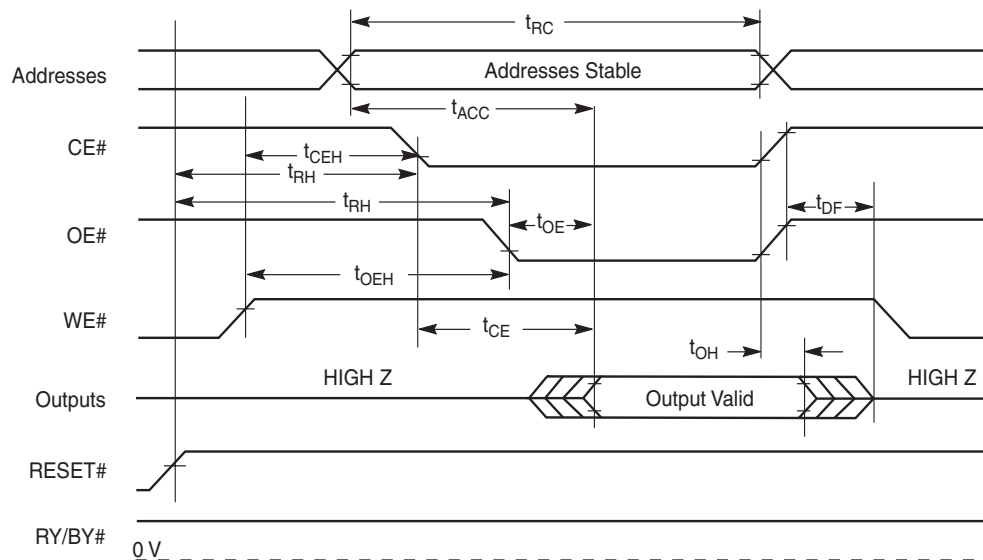 tRC
Addresses
Addresses Stable
tACC
CE#
tCEH
tRH
tRH
tDF
OE#
tOE
tOEH
WE#
tCE
tOH
HIGH Z
HIGH Z
Outputs
Output Valid
RESET#
RY/BY#
0 V